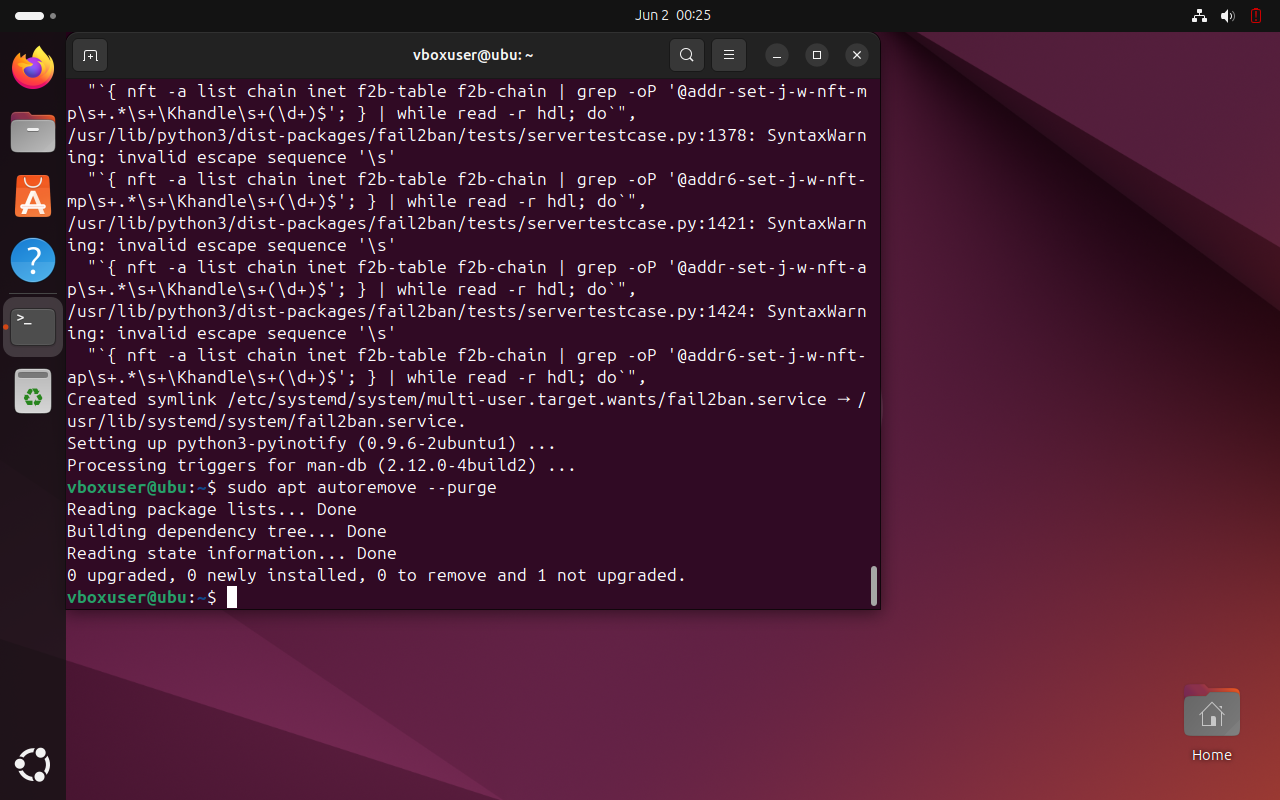 Jun 2 00:25
vboxuser@ubu: ~
"`{ nft -a list chain inet f2b-table f2b-chain | grep -oP '@addr-set-j-w-nft-m
p\s+.*\s+\Khandle\s+(\d+)$'; } | while read -r hdl; do`",
/usr/lib/python3/dist-packages/fail2ban/tests/servertestcase.py:1378: SyntaxWarn
ing: invalid escape sequence '\s'
"`{ nft -a list chain inet f2b-table f2b-chain | grep -oP '@addr6-set-j-w-nft-
mp\s+.*\s+\Khandle\s+(\d+)$'; } | while read -r hdl; do`",
/usr/lib/python3/dist-packages/fail2ban/tests/servertestcase.py:1421: SyntaxWarn
ing: invalid escape sequence '\s'
"`{ nft -a list chain inet f2b-table f2b-chain | grep -oP '@addr-set-j-w-nft-a
p\s+.*\s+\Khandle\s+(\d+)$'; } | while read -r hdl; do`",
/usr/lib/python3/dist-packages/fail2ban/tests/servertestcase.py:1424: SyntaxWarn
ing: invalid escape sequence '\s'
"`{ nft -a list chain inet f2b-table f2b-chain | grep -oP '@addr6-set-j-w-nft-
ap\s+.*\s+\Khandle\s+(\d+)$'; } | while read -r hdl; do`",
Created symlink /etc/systemd/system/multi-user.target.wants/fail2ban.service → /
usr/lib/systemd/system/fail2ban.service.
Setting up python3-pyinotify (0.9.6-2ubuntu1) ...
Processing triggers for man-db (2.12.0-4build2) ...
vboxuser@ubu:~$ sudo apt autoremove --purge
Reading package lists... Done
Building dependency tree... Done
Reading state information... Done
0 upgraded, 0 newly installed, 0 to remove and 1 not upgraded.
vboxuser@ubu:~$
Home